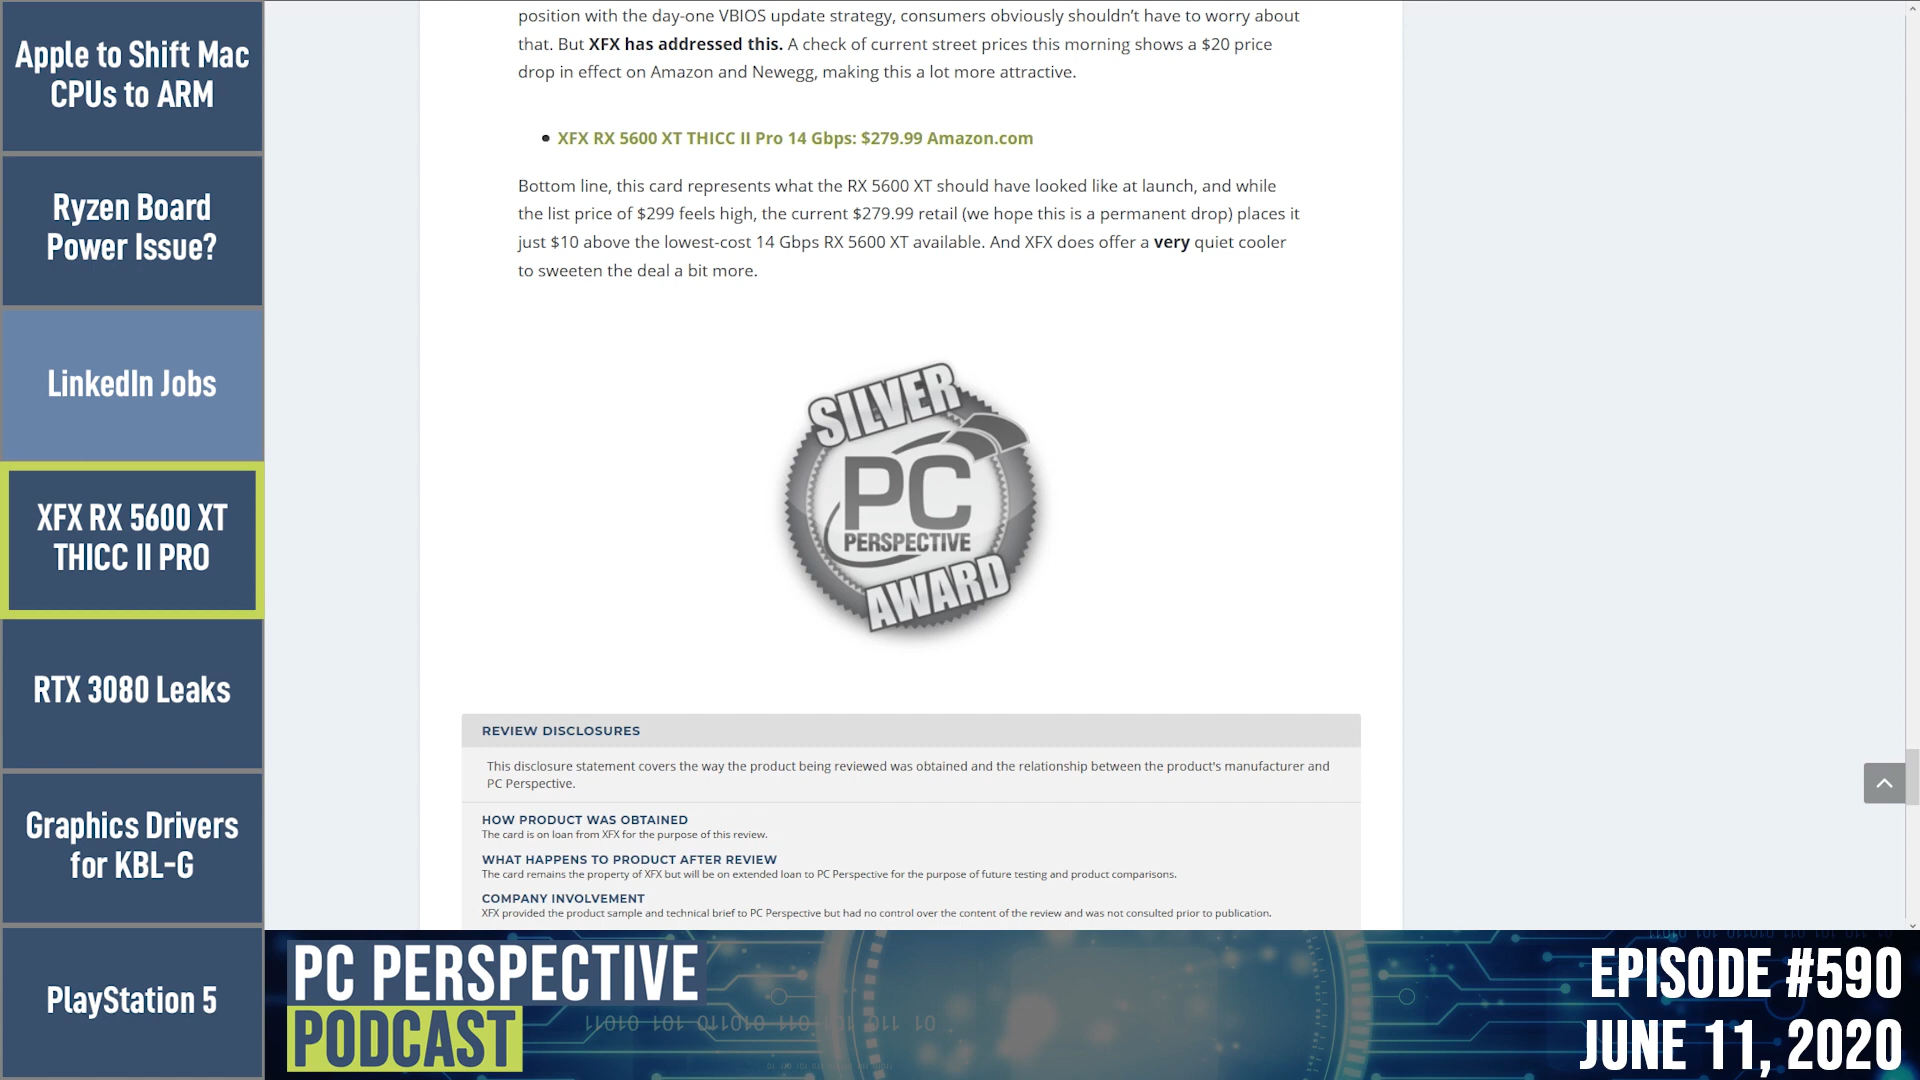 Apple to Shift Mac
CPUs to ARM
Ryzen Board
Power Issue?
LinkedIn Jobs
XFX RX 5600 XT
THICC II PRO
RTX 3080 Leaks
Graphics Drivers
for KBL-G
PlayStation 5
position with the day-one VBIOS update strategy, consumers obviously shouldn’t have to worry about
that. But XFX has addressed this. A check of current street prices this morning shows a $20 price
drop in effect on Amazon and Newegg, making this a lot more attractive.
• XFX RX 5600 XT THICC II Pro 14 Gbps: $279.99 Amazon.com
Bottom line, this card represents what the RX 5600 XT should have looked like at launch, and while
the list price of $299 feels high, the current $279.99 retail (we hope this is a permanent drop) places it
just $10 above the lowest-cost 14 Gbps RX 5600 XT available. And XFX does offer a very quiet cooler
to sweeten the deal a bit more.
SILVER
PC
PERSPECTIVE
AWARD
REVIEW DISCLOSURES
This disclosure statement covers the way the product being reviewed was obtained and the relationship between the product's manufacturer and
PC Perspective.
HOW PRODUCT WAS OBTAINED
The card is on loan from XFX for the purpose of this review.
WHAT HAPPENS TO PRODUCT AFTER REVIEW
The card remains the property of XFX but will be on extended loan to PC Perspective for the purpose of future testing and product comparisons.
COMPANY INVOLVEMENT
XFX provided the product sample and technical brief to PC Perspective but had no control over the content of the review and was not consulted prior to publication.
PC PERSPECTIVE
PODCAST
EPISODE #590
JUNE 11, 2020